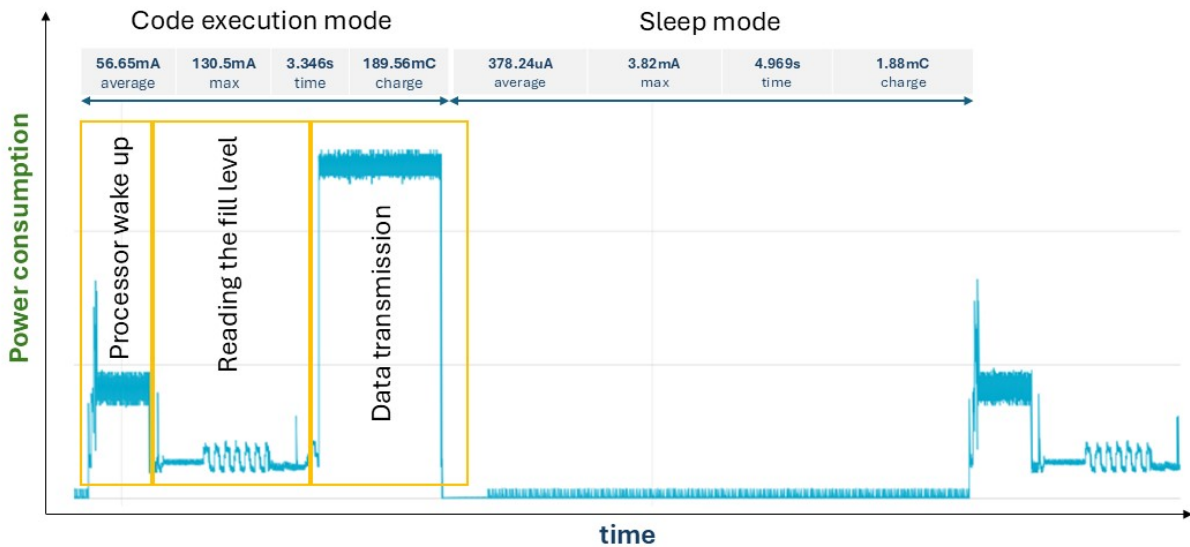 Code execution mode
Sleep mode
56.65mA 130.5mA 3.346s 189.56mC
average max time charge
378.24uA 3.82mA 4.969s 1.88mC
average max time charge
Power consumption
Processor wake up
Reading the fill level
Data transmission
time